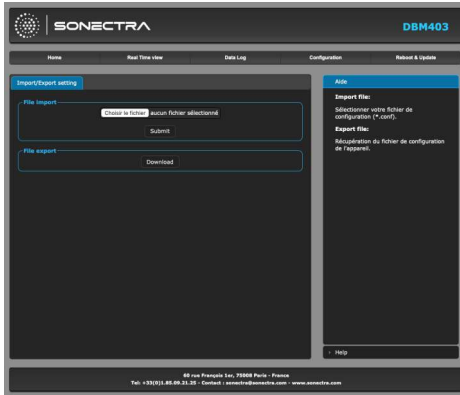 SONECTRA
DBM403
Home Real Time view Data Log Configuration Reboot & Update
Import/Export setting
File import
Choisir le fichier aucun fichier sélectionné
Submit
File export
Download
Aide
Import file:
Sélectionner votre fichier de
configuration (*.conf).
Export file:
Récupération du fichier de configuration
de l'appareil.
Help
60 rue François 1er, 75008 Paris - France
Tel: +33(0)1.85.09.21.25 - Contact : sonectra@sonectra.com - www.sonectra.com